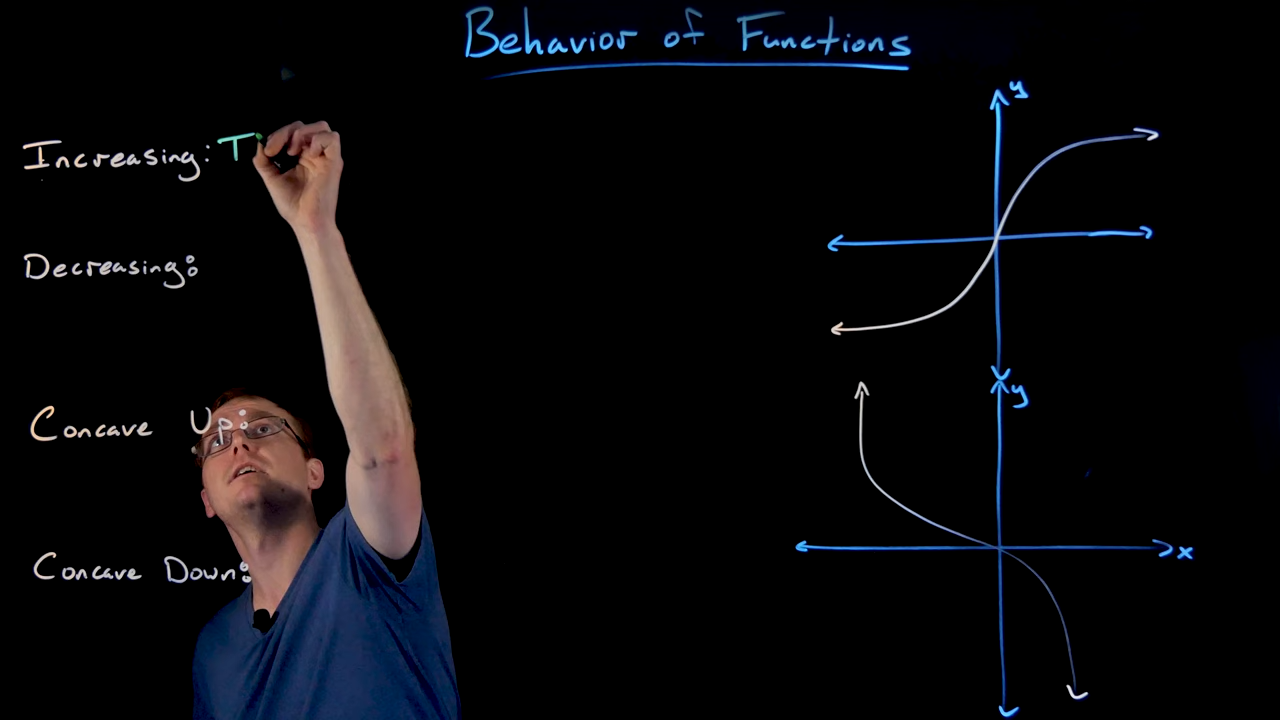 Behavior of Functions
y
Increasing: T
Decreasing:
y
Concave Up:
x
Concave Down: